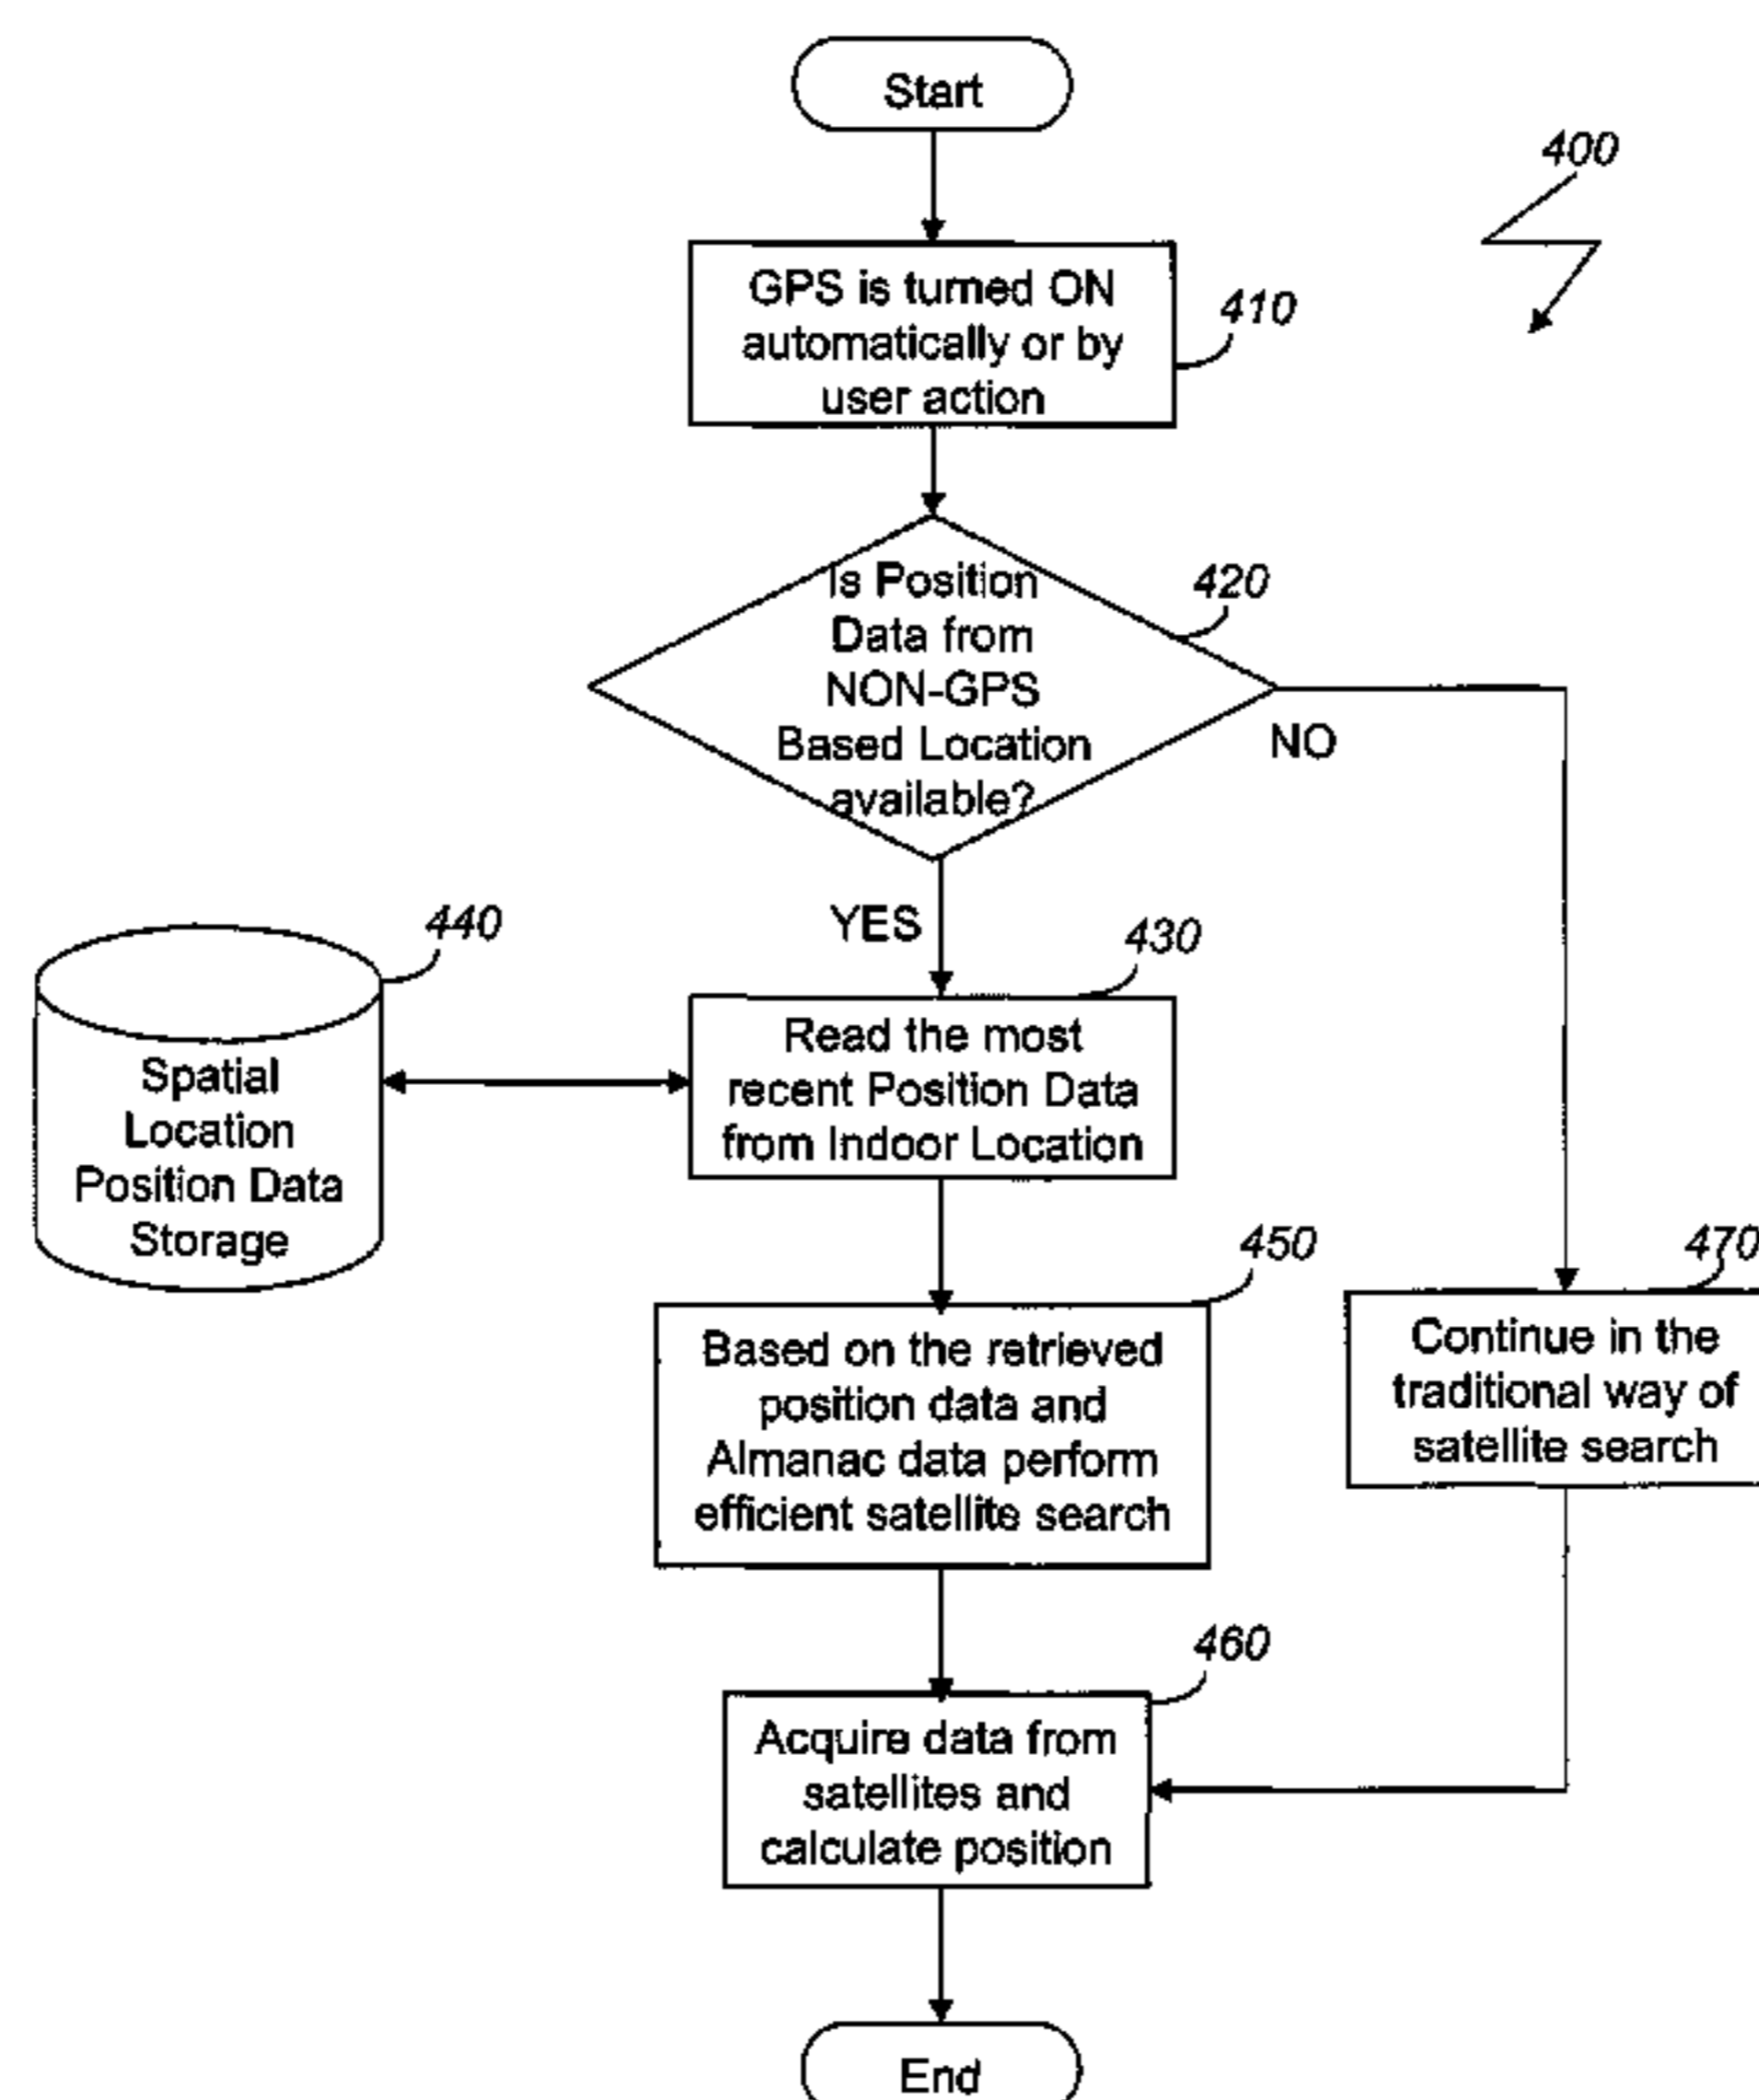 Start
400
GPS is turned ON
automatically or by
user action
410
Is Position
Data from
NON-GPS
Based Location
available?
420
NO
YES
440
430
Spatial
Location
Position Data
Storage
Read the most
recent Position Data
from Indoor Location
450
470
Based on the retrieved
position data and
Almanac data perform
efficient satellite search
Continue in the
traditional way of
satellite search
460
Acquire data from
satellites and
calculate position
End